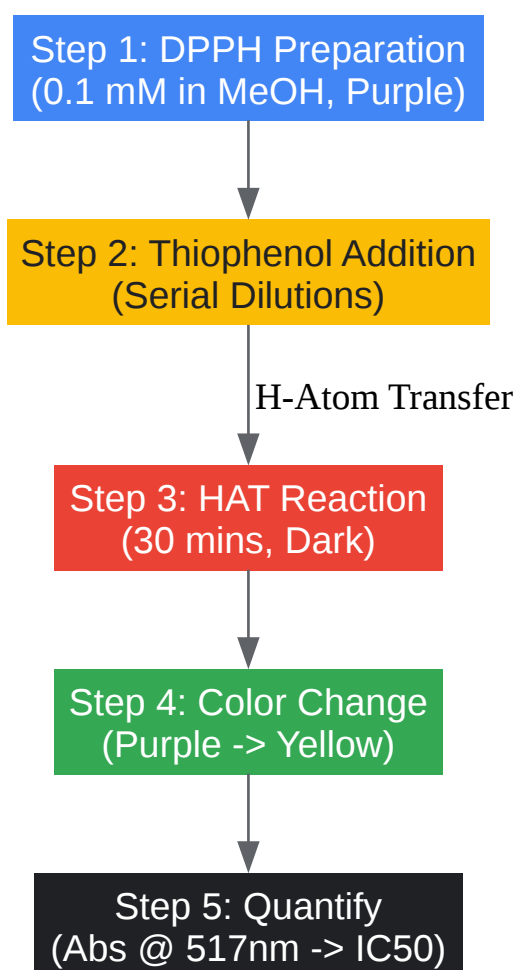 Step 1: DPPH Preparation
(0.1 mM in MeOH, Purple)
Step 2: Thiophenol Addition
(Serial Dilutions)
H-Atom Transfer
Step 3: HAT Reaction
(30 mins, Dark)
Step 4: Color Change
(Purple -> Yellow)
Step 5: Quantify
(Abs @ 517nm -> IC50)